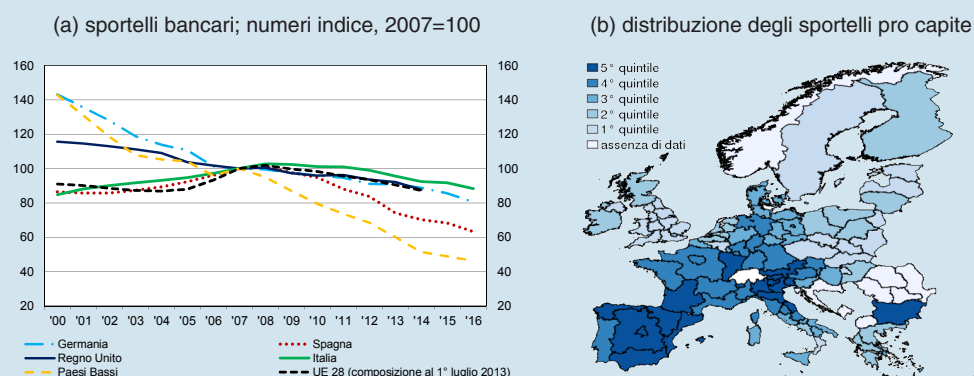 (a) sportelli bancari; numeri indice, 2007=100
160 160
140 140
120 120
100 100
80 80
60 60
40 40
20 20
'00 '01 '02 '03 '04 '05 '06 '07 '08 '09 '10 '11 '12 '13 '14 '15 '16
Germania
Regno Unito
Paesi Bassi
Spagna
Italia
UE 28 (composizione al 1° luglio 2013)
(b) distribuzione degli sportelli pro capite
5° quintile
4° quintile
3° quintile
2° quintile
1° quintile
assenza di dati